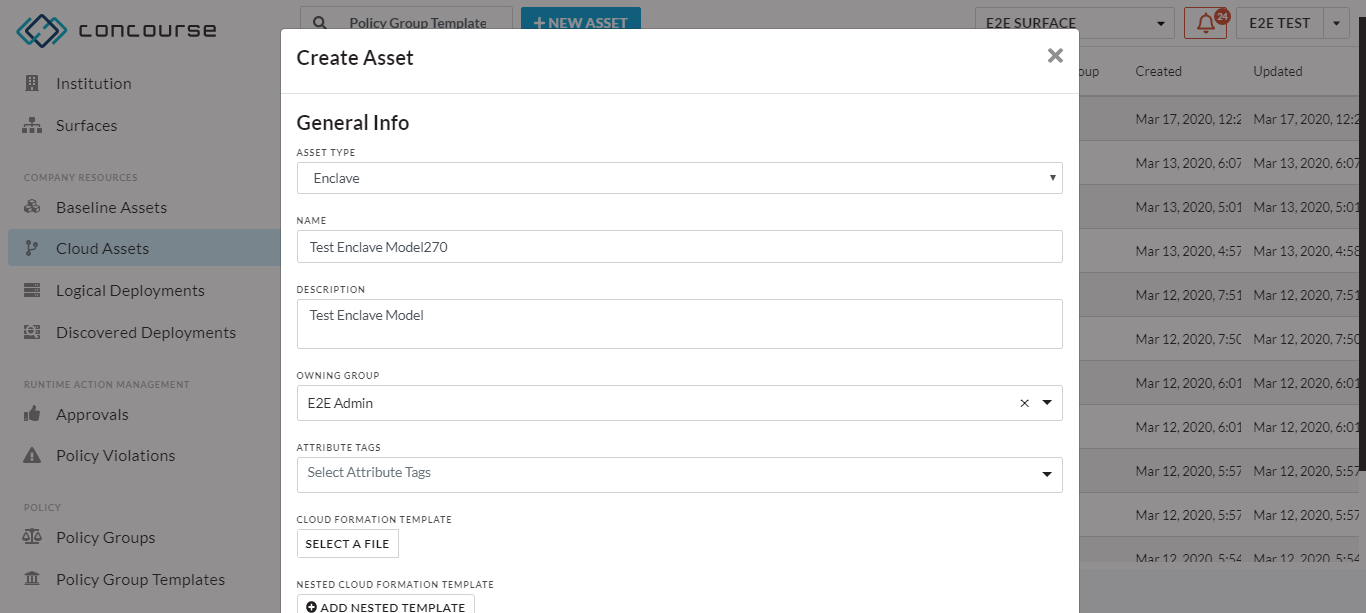 concourse
Policy Group Template
+ NEW ASSET
E2E SURFACE
24
E2E TEST
Institution
Surfaces
COMPANY RESOURCES
Baseline Assets
Cloud Assets
Logical Deployments
Discovered Deployments
RUNTIME ACTION MANAGEMENT
Approvals
Policy Violations
POLICY
Policy Groups
Policy Group Templates
Create Asset
General Info
ASSET TYPE
Enclave
NAME
Test Enclave Model270
DESCRIPTION
Test Enclave Model
OWNING GROUP
E2E Admin
ATTRIBUTE TAGS
Select Attribute Tags
CLOUD FORMATION TEMPLATE
SELECT A FILE
NESTED CLOUD FORMATION TEMPLATE
ADD NESTED TEMPLATE
oup Created Updated
Mar 17, 2020, 12:2 Mar 17, 2020, 12:2
Mar 13, 2020, 6:07 Mar 13, 2020, 6:07
Mar 13, 2020, 5:01 Mar 13, 2020, 5:01
Mar 13, 2020, 4:57 Mar 13, 2020, 4:58
Mar 12, 2020, 7:51 Mar 12, 2020, 7:51
Mar 12, 2020, 7:50 Mar 12, 2020, 7:50
Mar 12, 2020, 6:01 Mar 12, 2020, 6:01
Mar 12, 2020, 6:01 Mar 12, 2020, 6:01
Mar 12, 2020, 5:57 Mar 12, 2020, 5:57
Mar 12, 2020, 5:57 Mar 12, 2020, 5:57
Mar 12, 2020, 5:54 Mar 12, 2020, 5:54